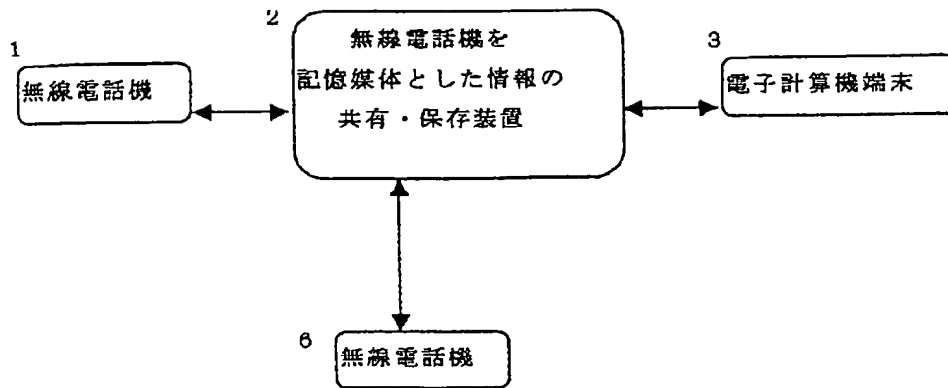 1
無線電話機
2
無線電話機を
記憶媒体とした情報の
共有・保存装置
3
電子計算機端末
6
無線電話機